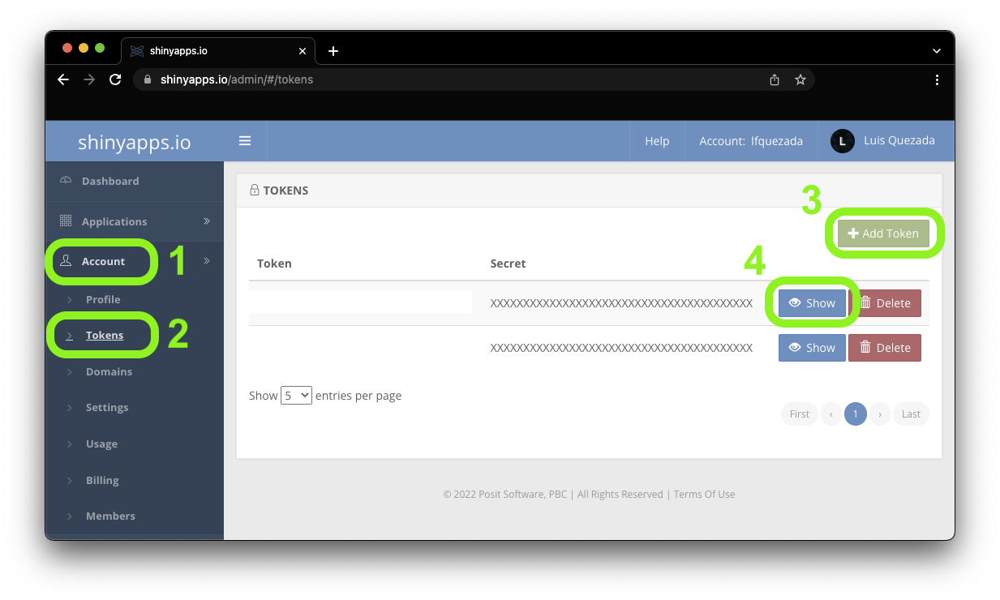 shinyapps.io
shinyapps.io/admin/#/tokens
shinyapps.io
Help
Account: lfquezada
L
Luis Quezada
Dashboard
Applications
Account
1
Profile
Tokens
2
Domains
Settings
Usage
Billing
Members
TOKENS
3
Add Token
4
Token Secret
XXXXXXXXXXXXXXXXXXXXXXXXXXXXXXXXXXXXXXXX Show Delete
XXXXXXXXXXXXXXXXXXXXXXXXXXXXXXXXXXXXXXXX Show Delete
Show 5 entries per page
First ‹ 1 › Last
© 2022 Posit Software, PBC | All Rights Reserved | Terms Of Use